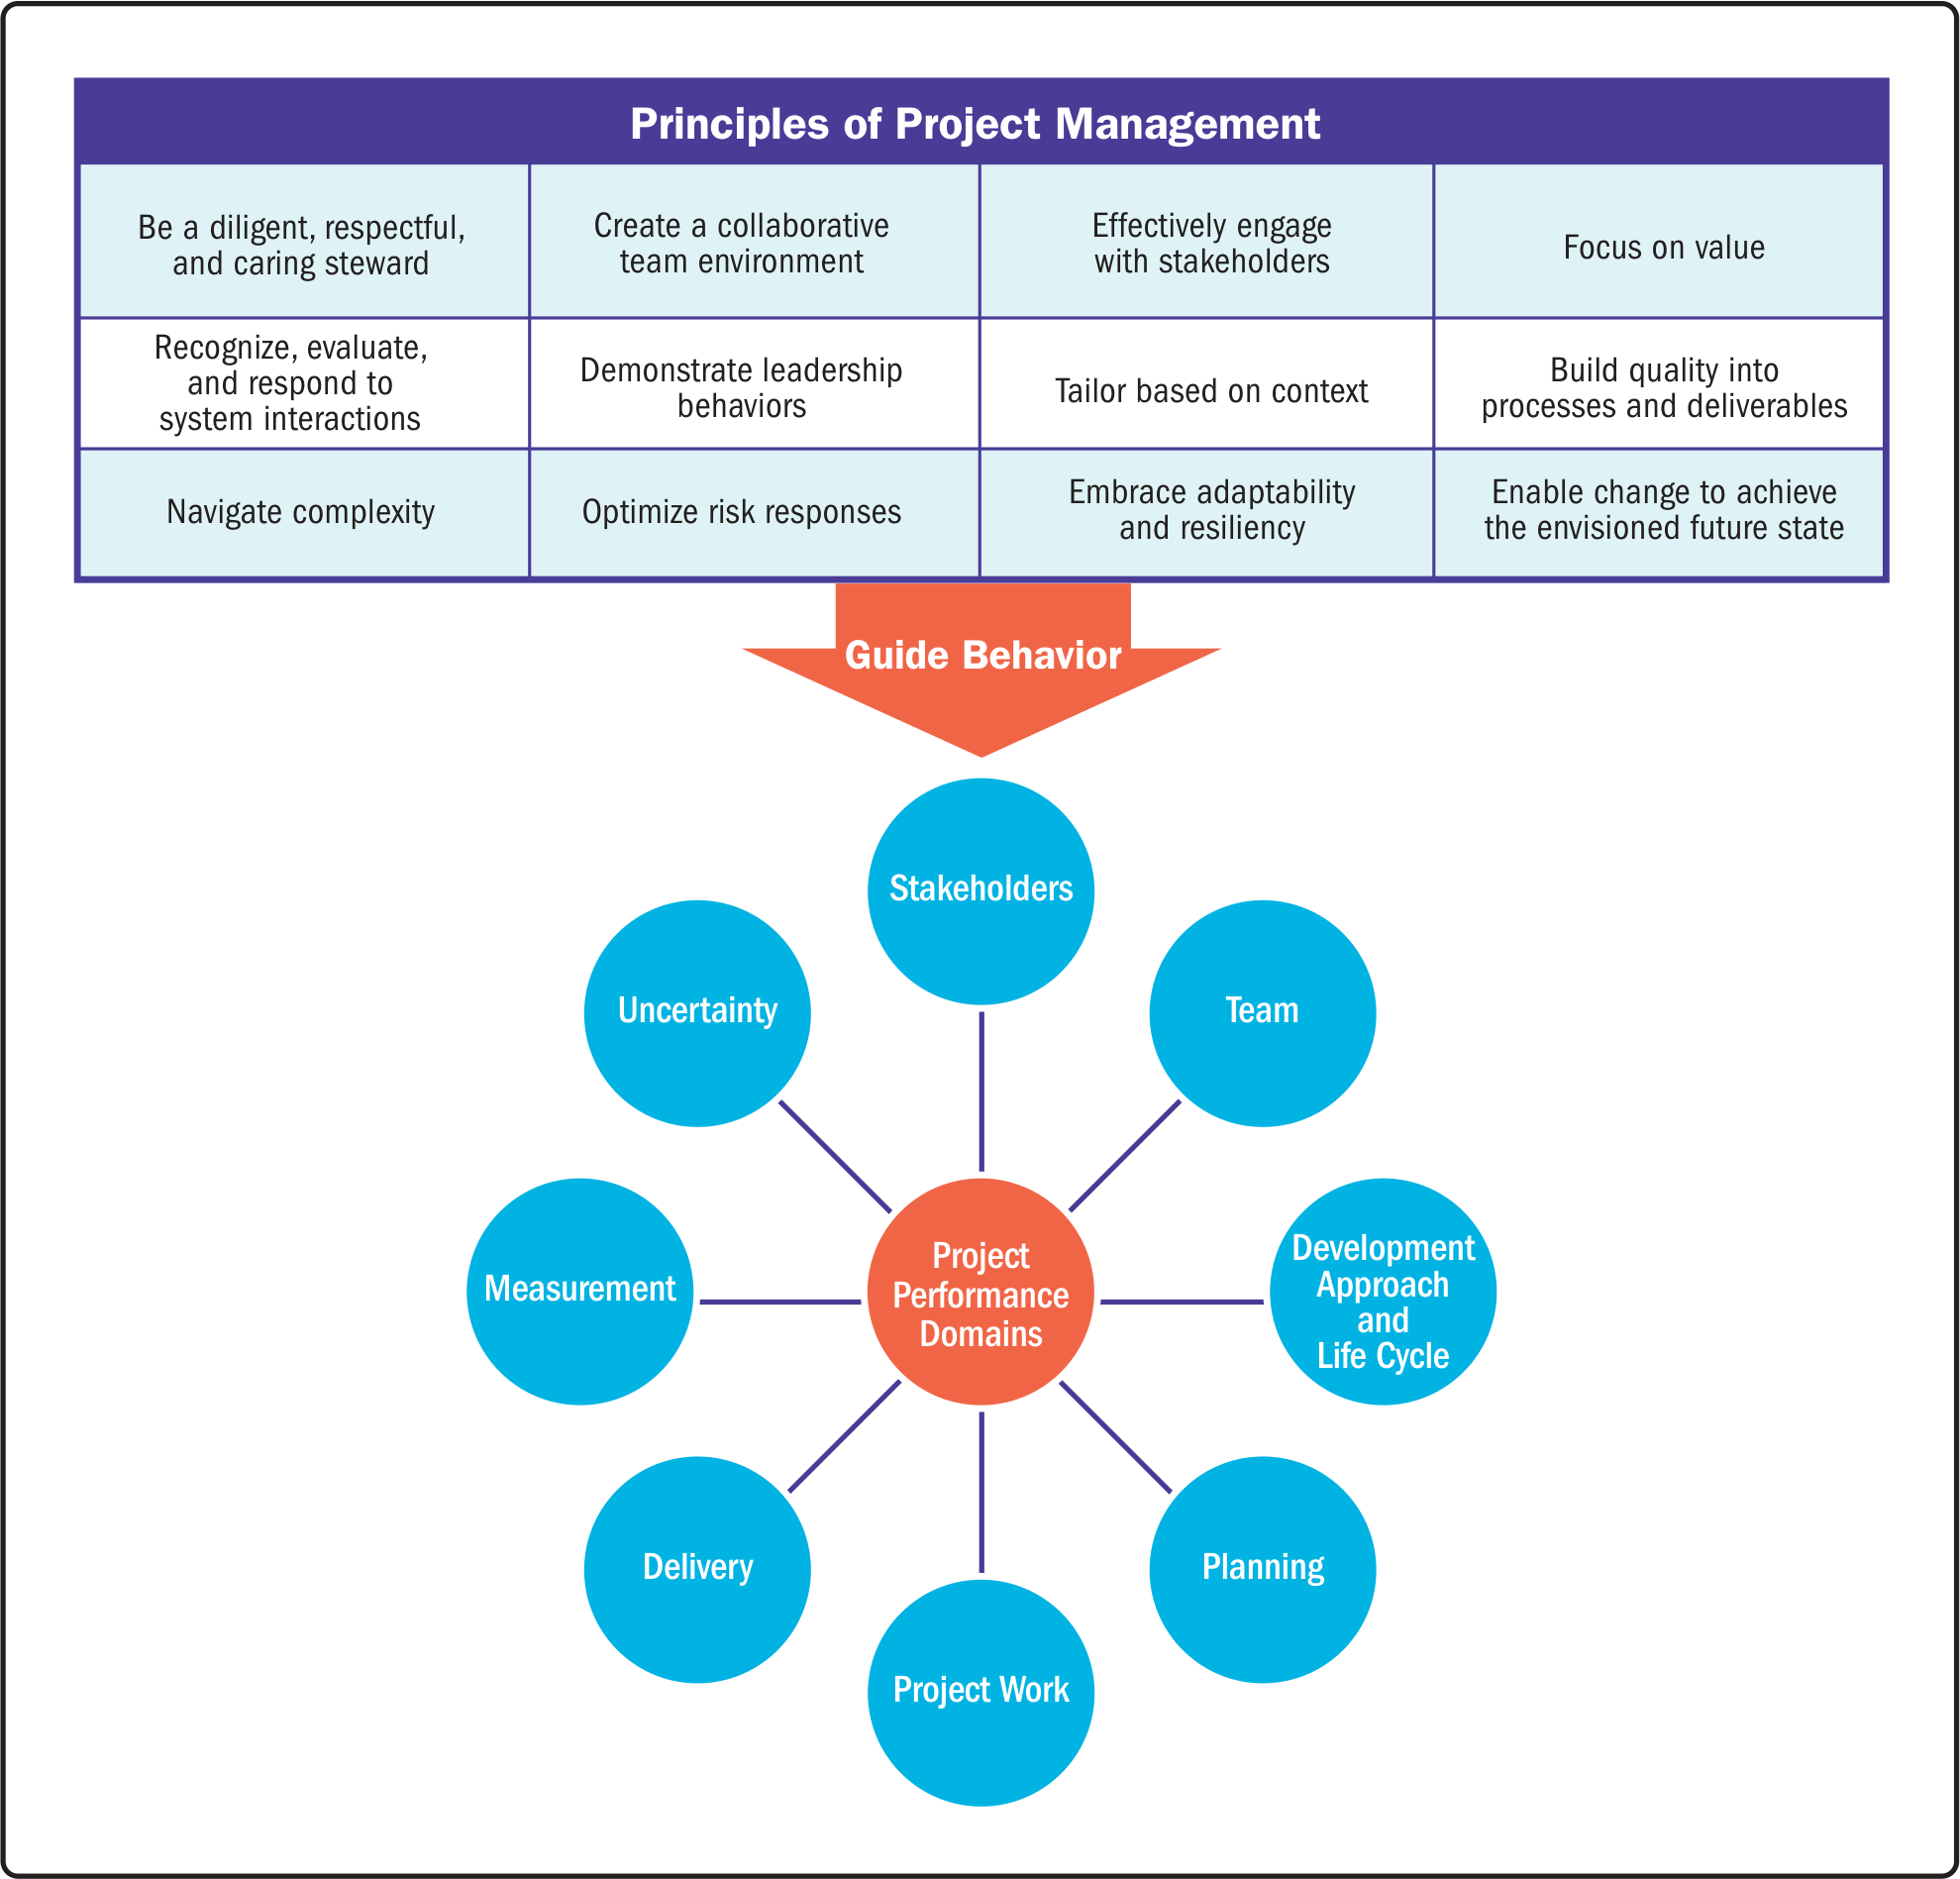 Principles of Project Management
Be a diligent, respectful,
and caring steward
Create a collaborative
team environment
Effectively engage
with stakeholders
Focus on value
Recognize, evaluate,
and respond to
system interactions
Demonstrate leadership
behaviors
Tailor based on context
Build quality into
processes and deliverables
Navigate complexity
Optimize risk responses
Embrace adaptability
and resiliency
Enable change to achieve
the envisioned future state
Guide Behavior
Stakeholders
Uncertainty
Team
Measurement
Project
Performance
Domains
Development
Approach
and
Life Cycle
Delivery
Planning
Project Work